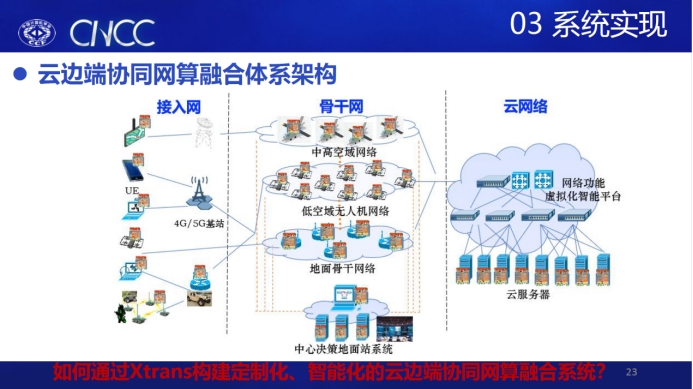 CNCC
03 系统实现
云边端协同网算融合体系架构
接入网
骨干网
云网络
中高空域网络
UE
4G/5G基站
低空域无人机网络
网络功能
虚拟化智能平台
地面骨干网络
云服务器
中心决策地面站系统
如何通过Xtrans构建定制化、智能化的云边端协同网算融合系统？
23